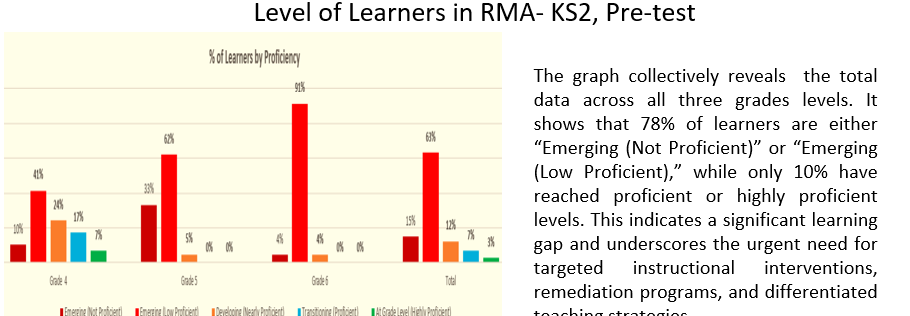 Level of Learners in RMA- KS2, Pre-test
% of Learners by Proficiency
10% 41% 24% 17% 7%
33% 62% 5% 0% 0%
4% 91% 4% 0% 0%
15% 63% 12% 7% 3%
Grade 4 Grade 5 Grade 6 Total
Emerging (Not Proficient) Emerging (Low Proficient) Developing (Nearly Proficient) Transitioning (Proficient) At Grade Level (Highly Proficient)
The graph collectively reveals the total
data across all three grades levels. It
shows that 78% of learners are either
“Emerging (Not Proficient)” or “Emerging
(Low Proficient),” while only 10% have
reached proficient or highly proficient
levels. This indicates a significant learning
gap and underscores the urgent need for
targeted instructional interventions,
remediation programs, and differentiated
teaching strategies.